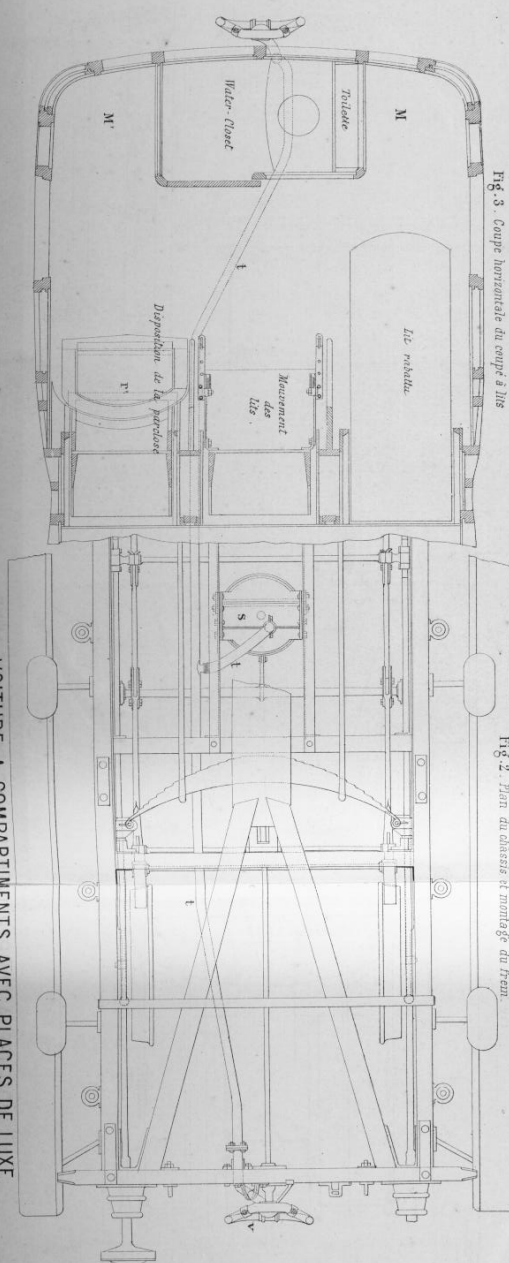 Fig. 3. Coupe horizontale du coupé à lits
Fig. 2. Plan du châssis et montage du frein.
M
Toilette
Water-Closet
M'
t
Lit rabattu
Mouvement
des
lits.
Disposition de la parclose
r'
s
t
t
v
VOITURE A COMPARTIMENTS AVEC PLACES DE LUXE